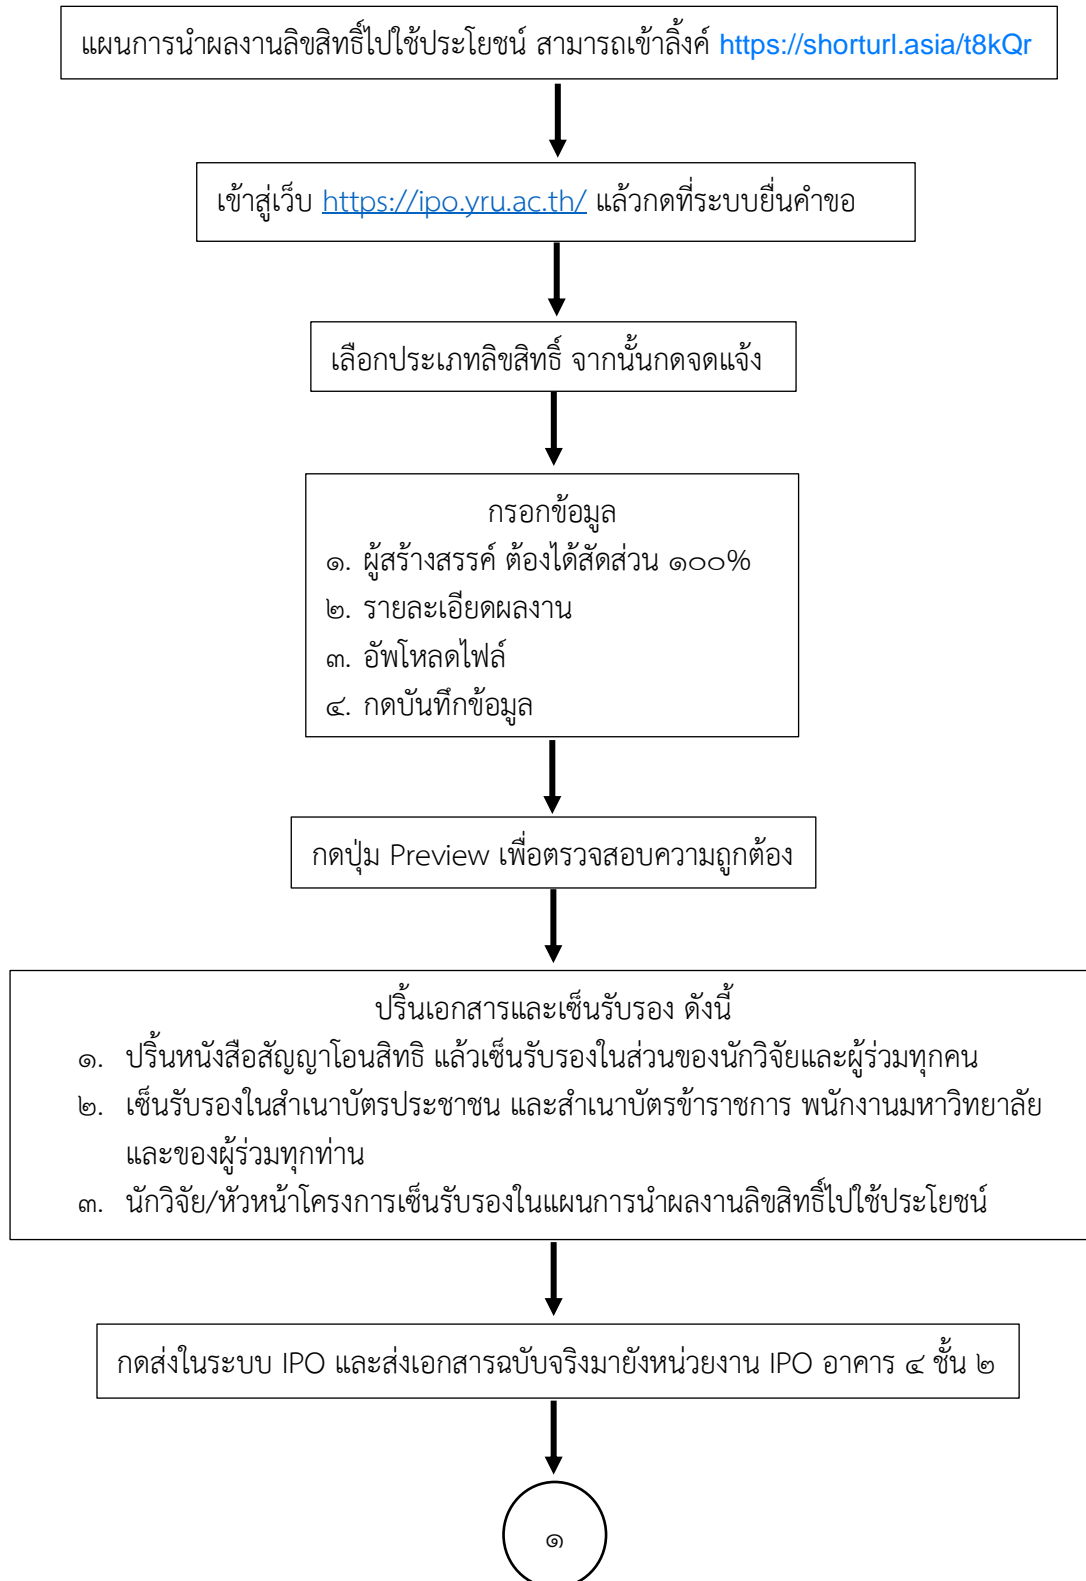 แผนการนำผลงานลิขสิทธิ์ไปใช้ประโยชน์ สามารถเข้าลิ้งค์ https://shorturl.asia/t8kQr
เข้าสู่เว็บ https://ipo.yru.ac.th/ แล้วกดที่ระบบยื่นคำขอ
เลือกประเภทลิขสิทธิ์ จากนั้นกดจดแจ้ง
กรอกข้อมูล
๑. ผู้สร้างสรรค์ ต้องได้สัดส่วน ๑๐๐%
๒. รายละเอียดผลงาน
๓. อัพโหลดไฟล์
๔. กดบันทึกข้อมูล
กดปุ่ม Preview เพื่อตรวจสอบความถูกต้อง
ปริ้นเอกสารและเซ็นรับรอง ดังนี้
๑. ปริ้นหนังสือสัญญาโอนสิทธิ แล้วเซ็นรับรองในส่วนของนักวิจัยและผู้ร่วมทุกคน
๒. เซ็นรับรองในสำเนาบัตรประชาชน และสำเนาบัตรข้าราชการ พนักงานมหาวิทยาลัย
และของผู้ร่วมทุกท่าน
๓. นักวิจัย/หัวหน้าโครงการเซ็นรับรองในแผนการนำผลงานลิขสิทธิ์ไปใช้ประโยชน์
กดส่งในระบบ IPO และส่งเอกสารฉบับจริงมายังหน่วยงาน IPO อาคาร ๔ ชั้น ๒
๑